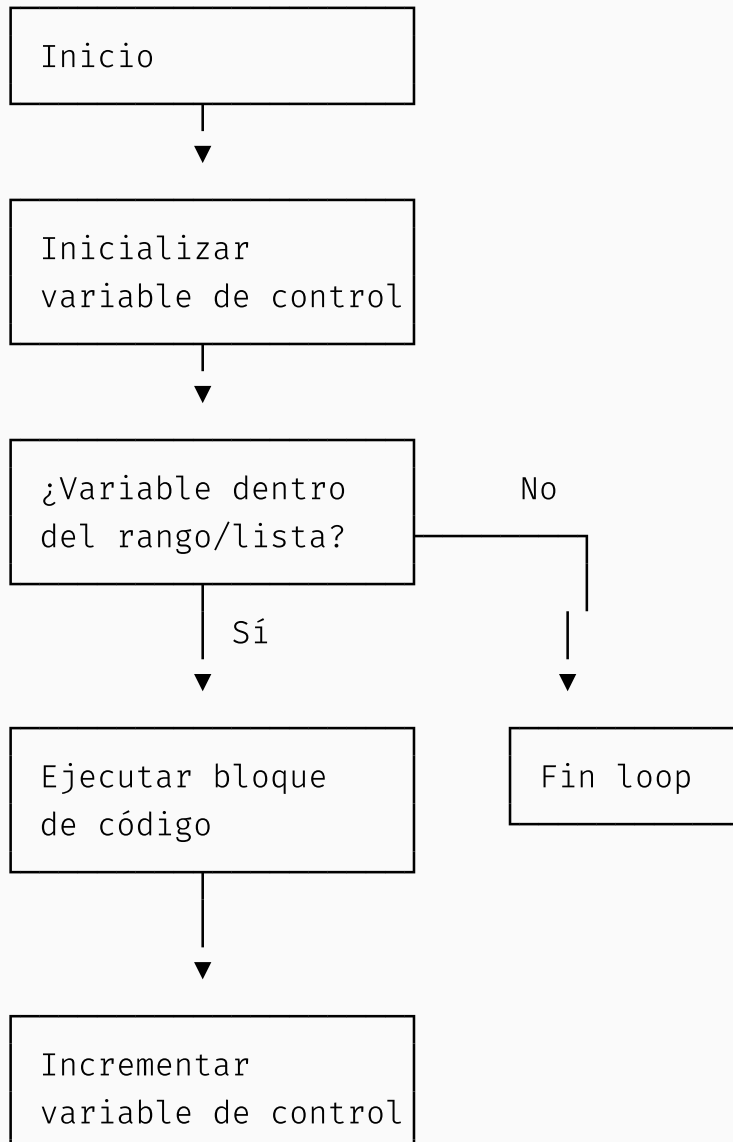 Inicio
Inicializar
variable de control
¿Variable dentro
del rango/lista?
No
Sí
Ejecutar bloque
de código
Fin loop
Incrementar
variable de control